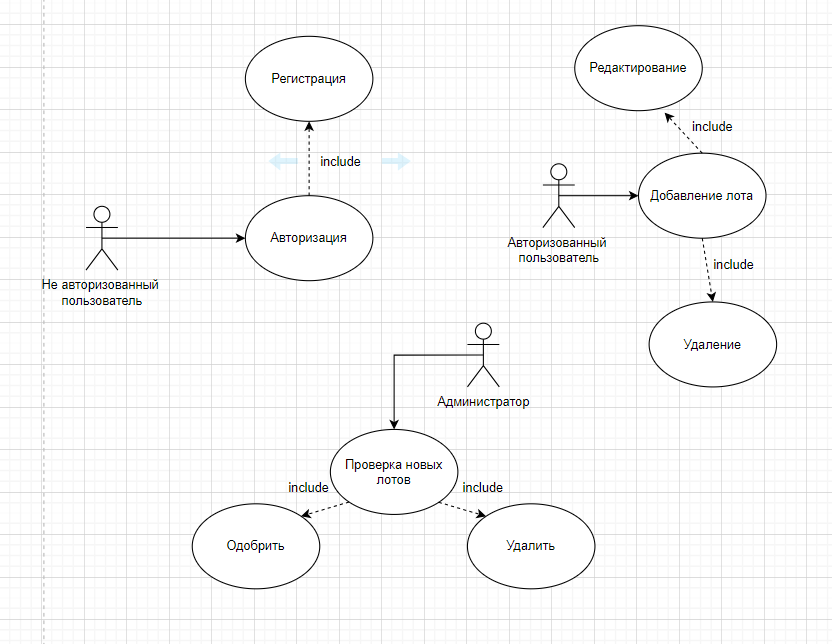 Регистрация
include
Авторизация
Не авторизованный
пользователь
Редактирование
include
Добавление лота
Авторизованный
пользователь
include
Удаление
Администратор
Проверка новых
лотов
include
include
Одобрить
Удалить